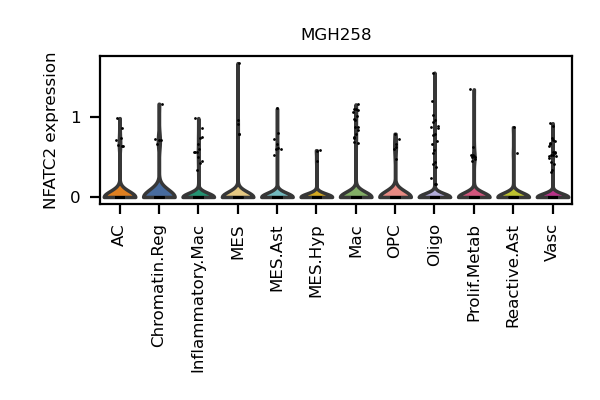 MGH258
NFATC2 expression
1
0
AC
Chromatin.Reg
Inflammatory.Mac
MES
MES.Ast
MES.Hyp
Mac
OPC
Oligo
Prolif.Metab
Reactive.Ast
Vasc